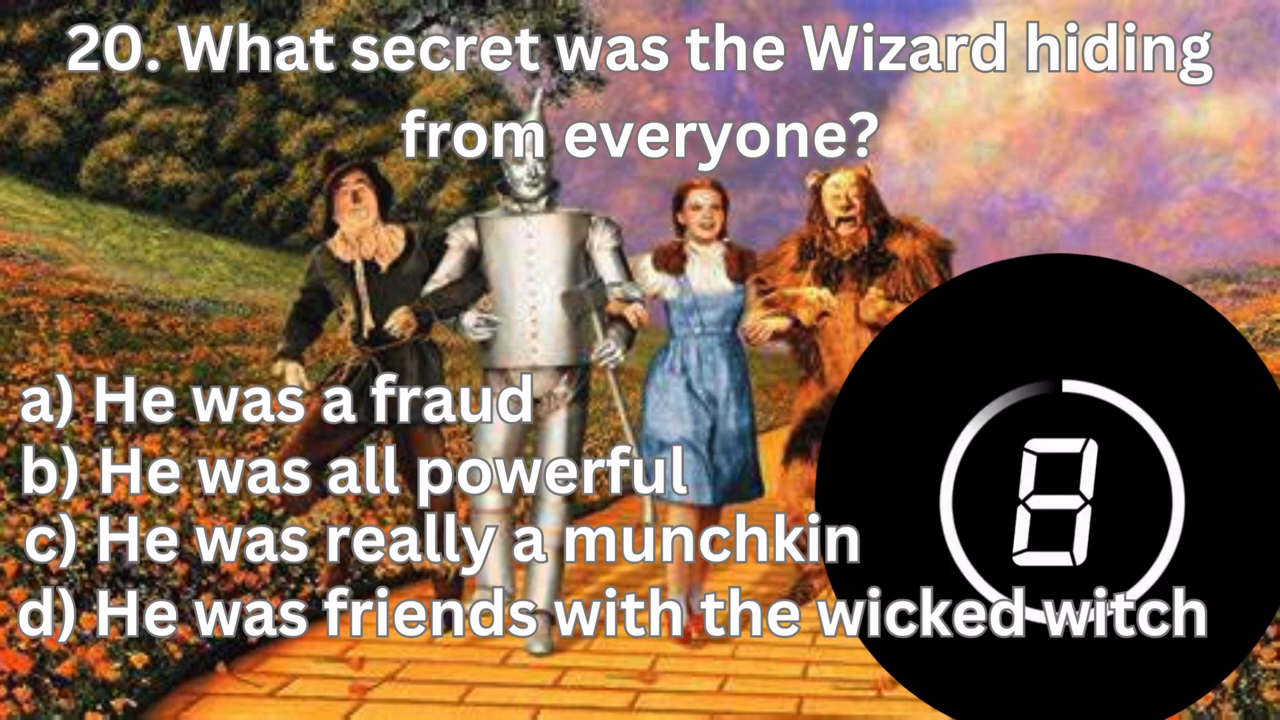 20. What secret was the Wizard hiding
from everyone?
a) He was a fraud
b) He was all powerful
c) He was really a munchkin
d) He was friends with the wicked witch
8